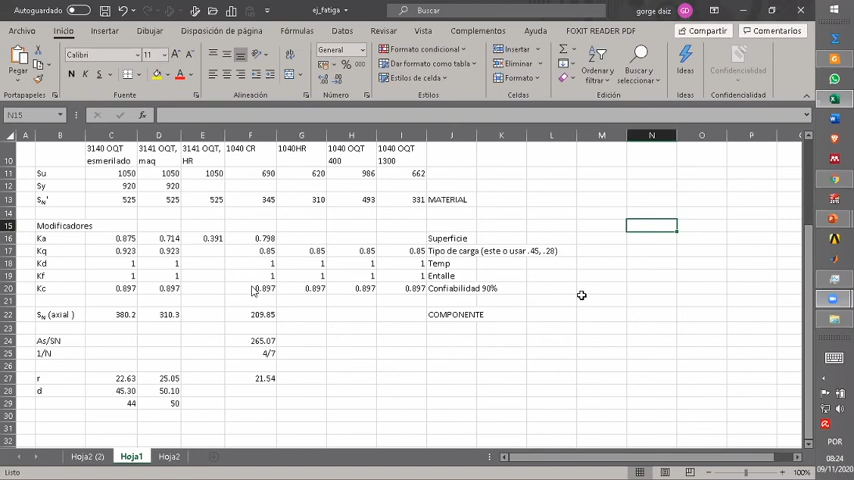 Autoguardado
ej_fatiga
Buscar
gorge daiz
GD
Archivo Inicio Insertar Dibujar Disposición de página Fórmulas Datos Revisar Vista Complementos Ayuda FOXIT READER PDF Compartir Comentarios
Pegar
Calibri 11 A A
N K S
General
% 000
Formato condicional
Dar formato como tabla
Estilos de celda
Insertar
Eliminar
Formato
Ordenar y filtrar
Buscar y seleccionar
Ideas
Confidencialidad
Portapapeles Fuente Alineación Número Estilos Celdas Edición Ideas Confidencialidad
N15 fx
A B C D E F G H I J K L M N O P
10 3140 OQT esmerilado 3141 OQT, maq 3141 OQT, HR 1040 CR 1040HR 1040 OQT 400 1040 OQT 1300
11 Su 1050 1050 1050 690 620 986 662
12 Sy 920 920
13 SN' 525 525 525 345 310 493 331 MATERIAL
14
15 Modificadores
16 Ka 0.875 0.714 0.391 0.798 Superficie
17 Kq 0.923 0.923 0.85 0.85 0.85 0.85 Tipo de carga (este o usar .45, .28)
18 Kd 1 1 1 1 1 1 Temp
19 Kf 1 1 1 1 1 1 Entalle
20 Kc 0.897 0.897 0.897 0.897 0.897 0.897 Confiabilidad 90%
21
22 SN (axial ) 380.2 310.3 209.85 COMPONENTE
23
24 As/SN 265.07
25 1/N 4/7
26
27 r 22.63 25.05 21.54
28 d 45.30 50.10
29 44 50
30
31
32
Hoja2 (2) Hoja1 Hoja2
Listo
100%
POR
08:24
09/11/2020